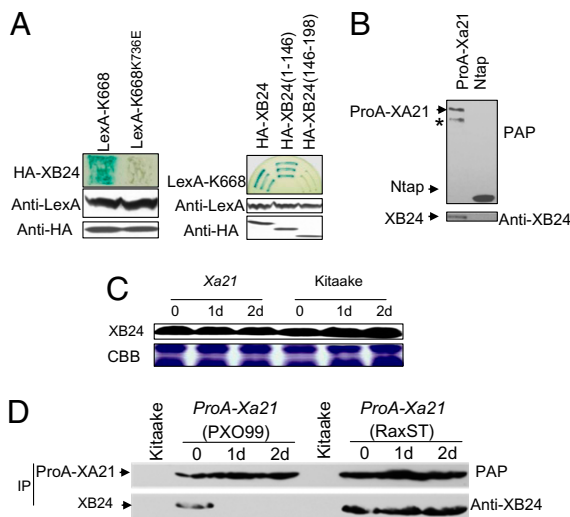 A
LexA-K668
LexA-K668K736E
HA-XB24
Anti-LexA
Anti-HA
HA-XB24
HA-XB24(1-146)
HA-XB24(146-198)
LexA-K668
Anti-LexA
Anti-HA
B
ProA-Xa21
Ntap
ProA-XA21
*
PAP
Ntap
XB24
Anti-XB24
C
Xa21 Kitaake
0 1d 2d 0 1d 2d
XB24
CBB
D
Kitaake
ProA-Xa21
(PXO99)
0 1d 2d
Kitaake
ProA-Xa21
(RaxST)
0 1d 2d
IP
ProA-XA21
PAP
XB24
Anti-XB24